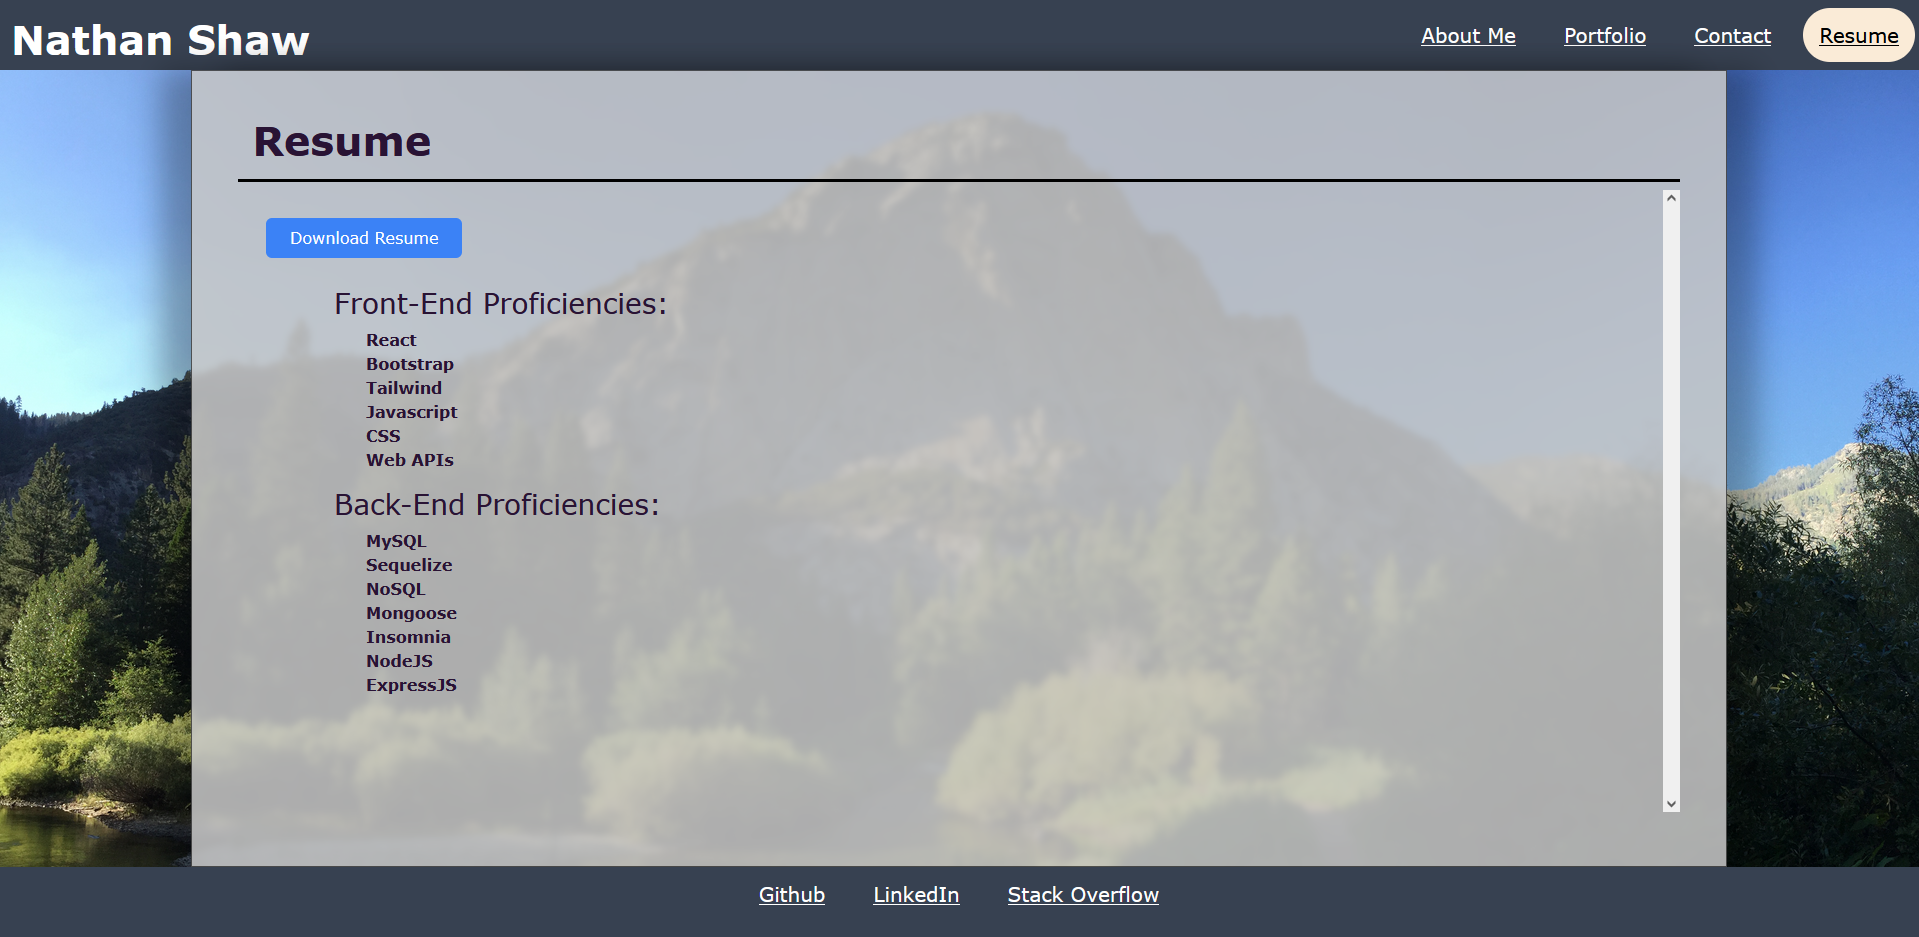 Nathan Shaw
About Me Portfolio Contact Resume
Resume
Download Resume
Front-End Proficiencies:
React
Bootstrap
Tailwind
Javascript
CSS
Web APIs
Back-End Proficiencies:
MySQL
Sequelize
NoSQL
Mongoose
Insomnia
NodeJS
ExpressJS
Github LinkedIn Stack Overflow